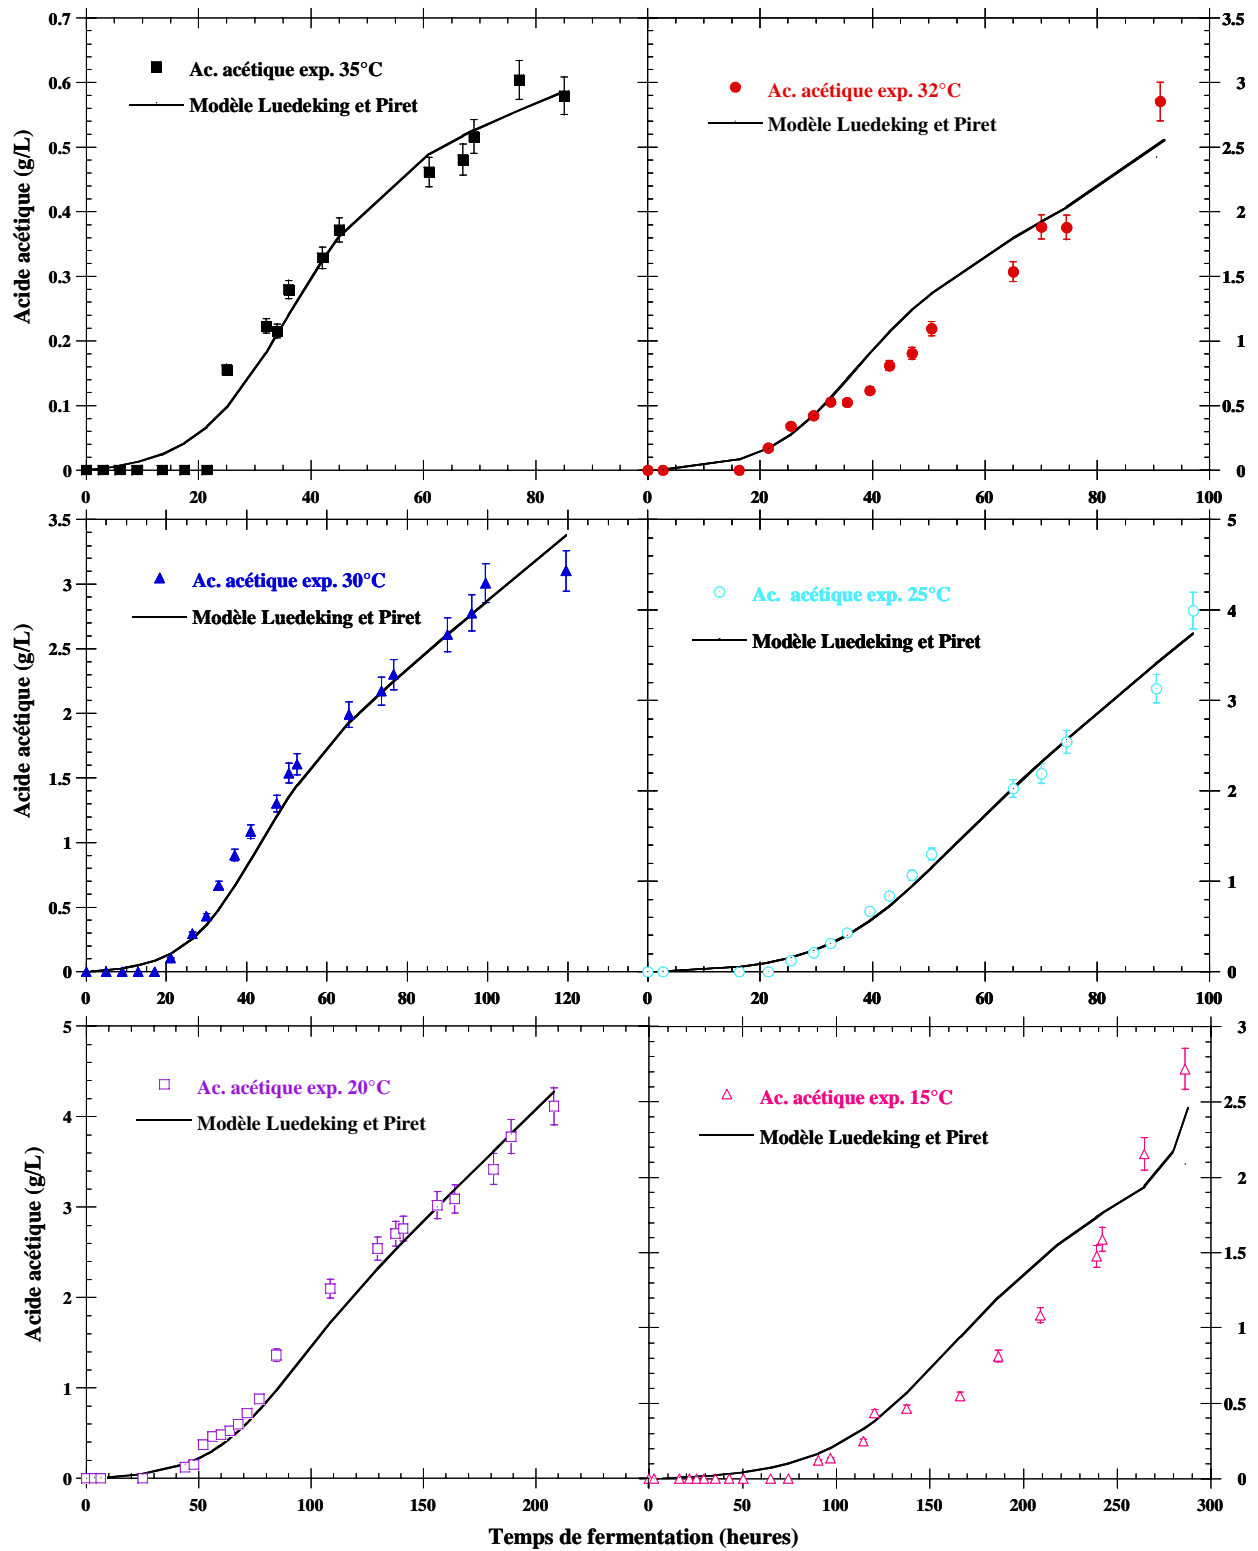 0.7
0.6
0.5
0.4
0.3
0.2
0.1
0
Acide acétique (g/L)
Ac. acétique exp. 35°C
Modèle Luedeking et Piret
0 20 40 60 80
3.5
3
2.5
2
1.5
1
0.5
0
Ac. acétique exp. 32°C
Modèle Luedeking et Piret
0 20 40 60 80 100
3.5
3
2.5
2
1.5
1
0.5
0
Acide acétique (g/L)
Ac. acétique exp. 30°C
Modèle Luedeking et Piret
0 20 40 60 80 100 120
5
4
3
2
1
0
Ac. acétique exp. 25°C
Modèle Luedeking et Piret
0 20 40 60 80 100
5
4
3
2
1
0
Acide acétique (g/L)
Ac. acétique exp. 20°C
Modèle Luedeking et Piret
0 50 100 150 200
3
2.5
2
1.5
1
0.5
0
Ac. acétique exp. 15°C
Modèle Luedeking et Piret
0 50 100 150 200 250 300
Temps de fermentation (heures)